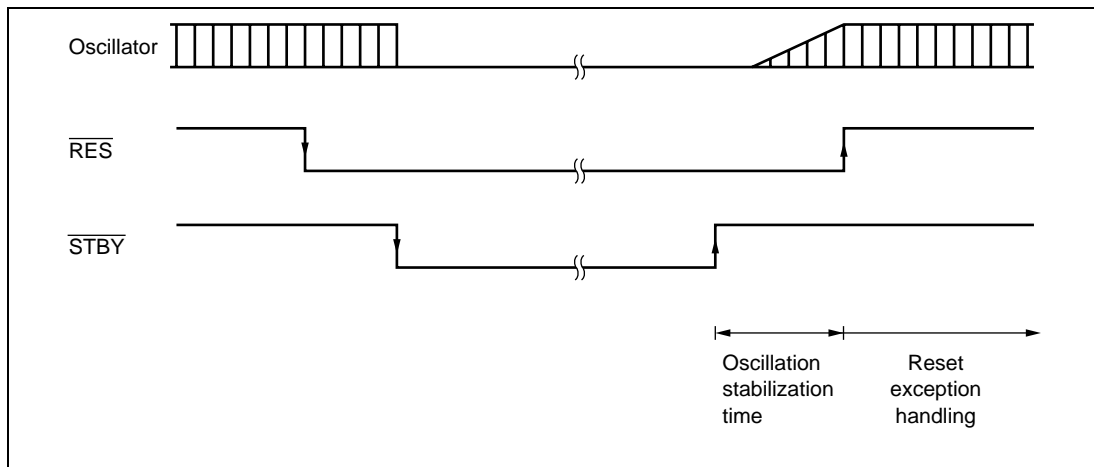 Oscillator
RES
STBY
Oscillation
stabilization
time
Reset
exception
handling